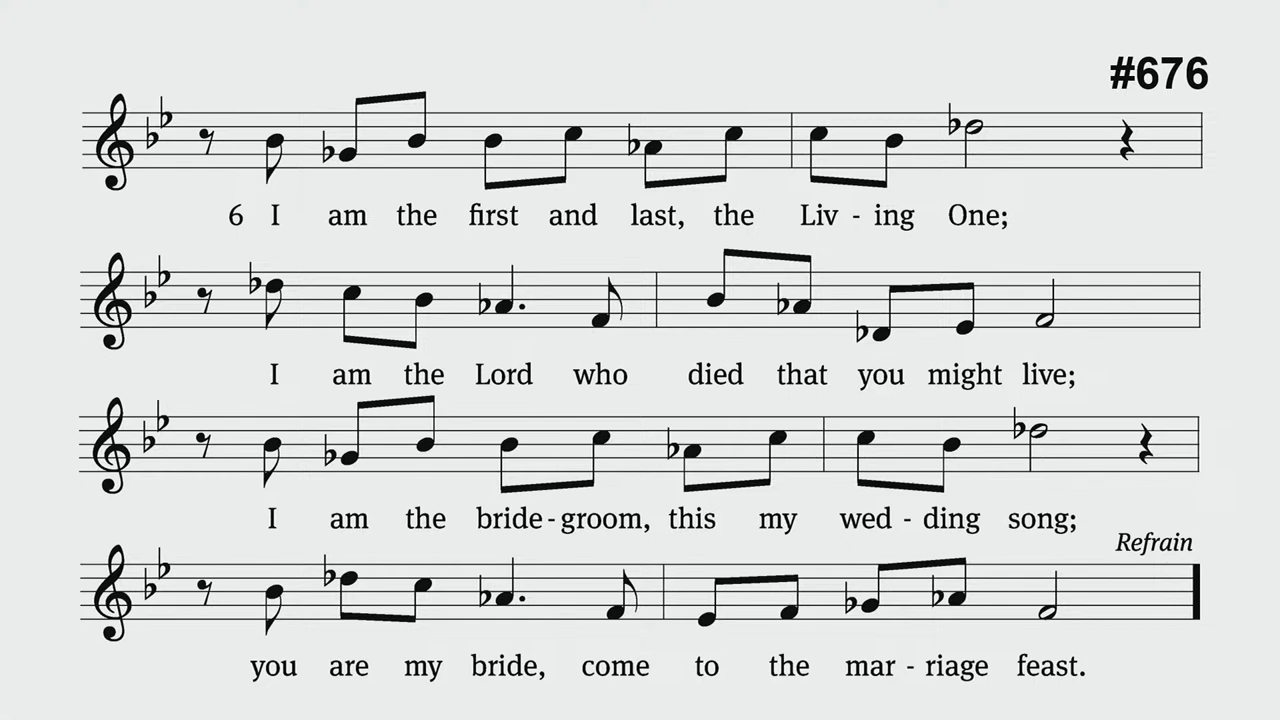 #676
6 I am the first and last, the Liv - ing One;
I am the Lord who died that you might live;
I am the bride - groom, this my wed - ding song;
Refrain
you are my bride, come to the mar - riage feast.